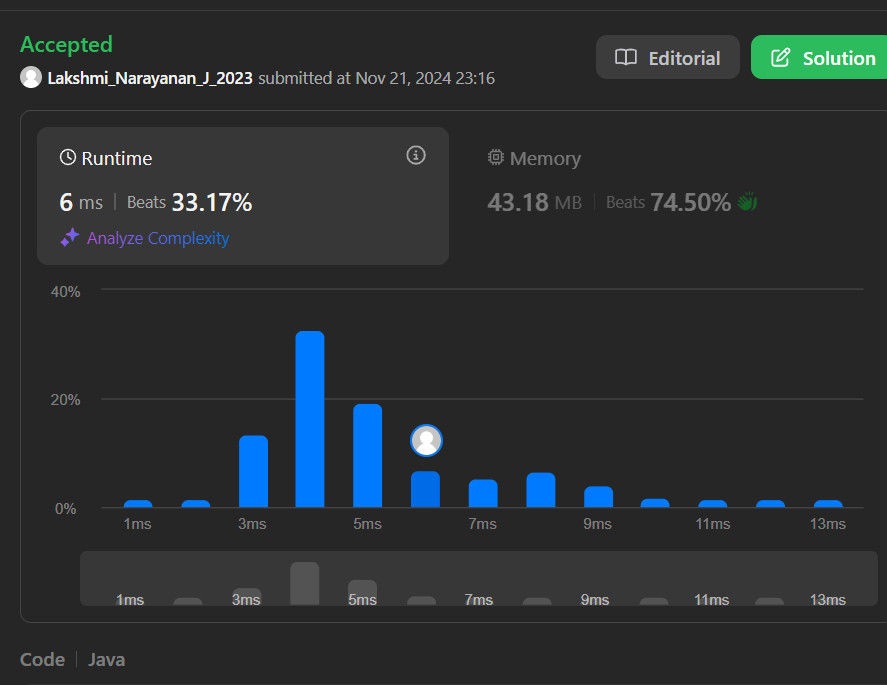 Accepted
Lakshmi_Narayanan_J_2023 submitted at Nov 21, 2024 23:16
Editorial
Solution
Runtime
6 ms | Beats 33.17%
Analyze Complexity
Memory
43.18 MB | Beats 74.50%
40%
20%
0%
1ms 3ms 5ms 7ms 9ms 11ms 13ms
1ms 3ms 5ms 7ms 9ms 11ms 13ms
Code | Java